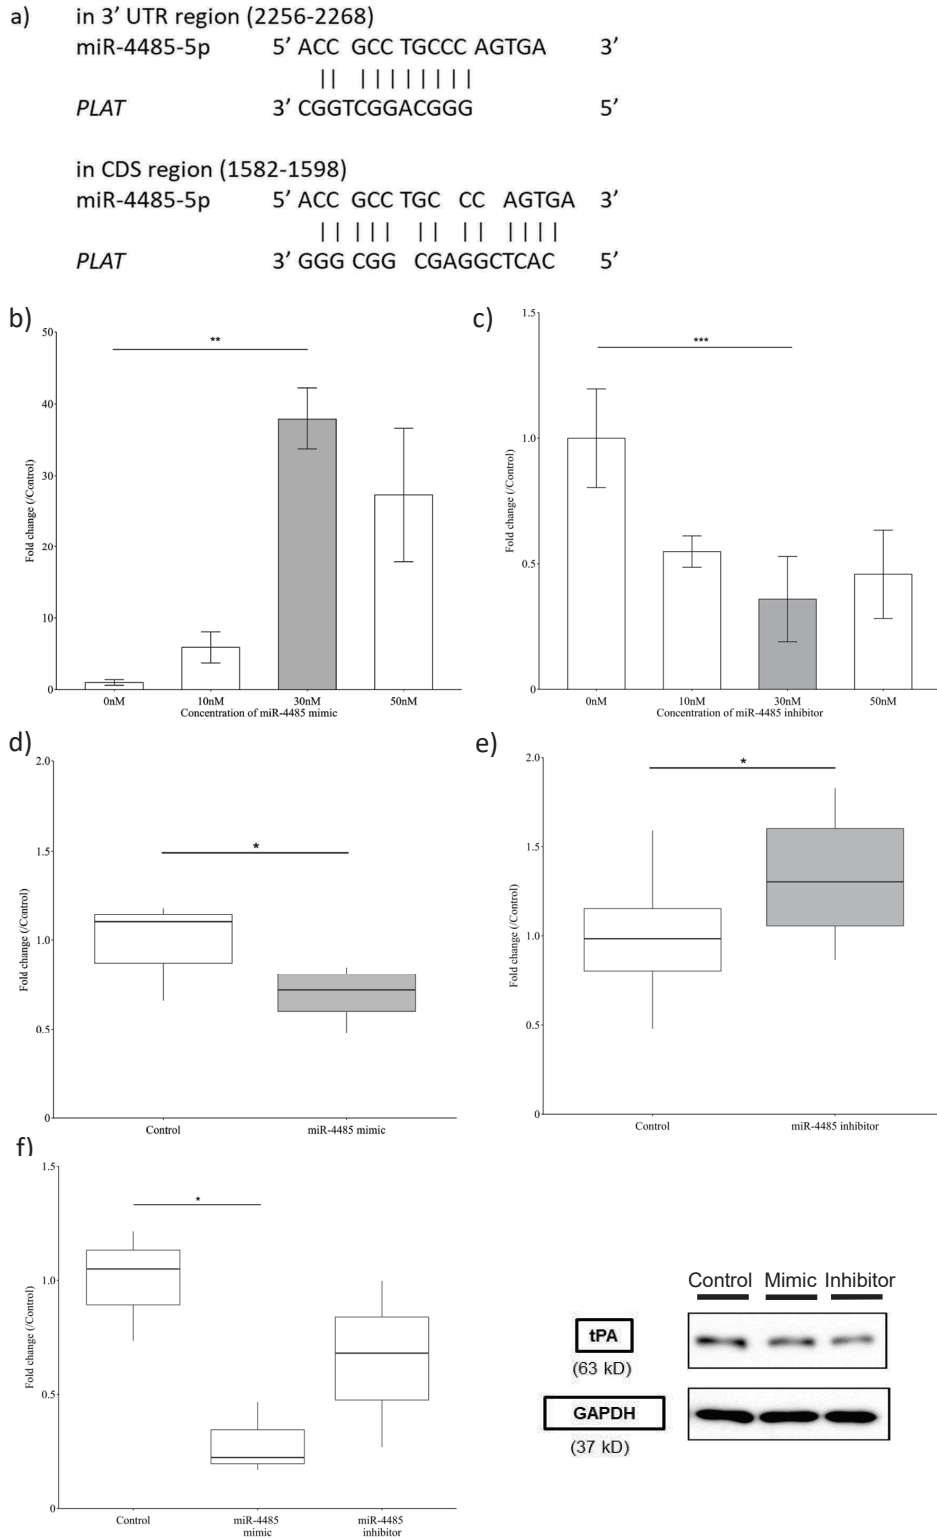 a)
in 3' UTR region (2256-2268)
miR-4485-5p 5' ACC GCC TGCCC AGTGA 3'
|| ||||||||
PLAT 3' CGGTCGGACGGG 5'
in CDS region (1582-1598)
miR-4485-5p 5' ACC GCC TGC CC AGTGA 3'
|| ||| || || ||||
PLAT 3' GGG CGG CGAGGCTCAC 5'
b)
50
40
30
20
10
0
**
Fold change (/Control)
0nM 10nM 30nM 50nM
Concentration of miR-4485 mimic
c)
1.5
1.0
0.5
0
***
Fold change (/Control)
0nM 10nM 30nM 50nM
Concentration of miR-4485 inhibitor
d)
2.0
1.5
1.0
0.5
0
*
Fold change (/Control)
Control miR-4485 mimic
e)
2.0
1.5
1.0
0.5
0
*
Fold change (/Control)
Control miR-4485 inhibitor
f)
1.5
1.0
0.5
0
*
Fold change (/Control)
Control miR-4485 mimic miR-4485 inhibitor
Control Mimic Inhibitor
tPA
(63 kD)
GAPDH
(37 kD)